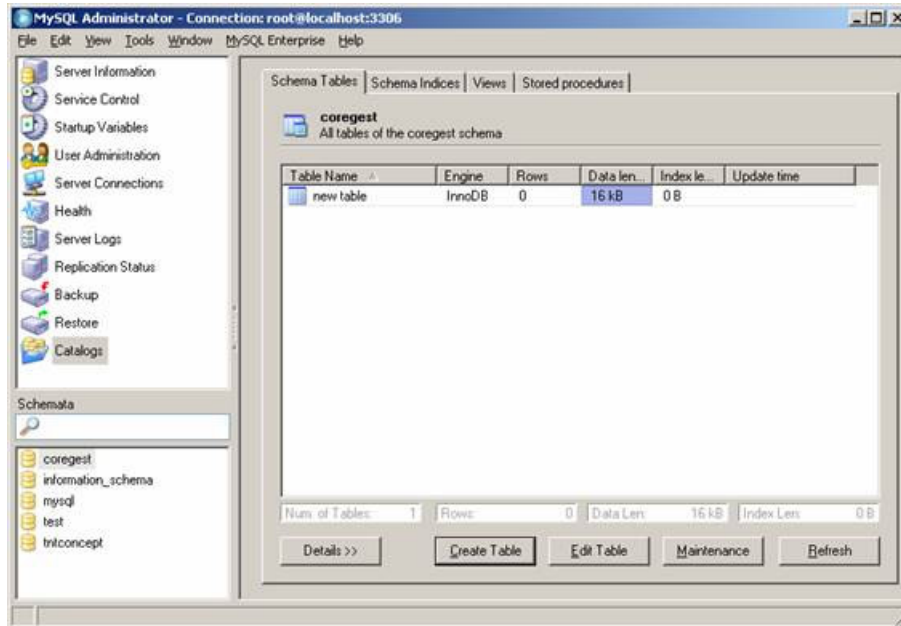 MySQL Administrator - Connection: root@localhost:3306
File Edit View Tools Window MySQL Enterprise Help
Server Information
Service Control
Startup Variables
User Administration
Server Connections
Health
Server Logs
Replication Status
Backup
Restore
Catalogs
Schemata
coregest
information_schema
mysql
test
tntconcept
Schema Tables Schema Indices Views Stored procedures
coregest
All tables of the coregest schema
Table Name Engine Rows Data len... Index le... Update time
new table InnoDB 0 16 kB 0 B
Num. of Tables: 1 Rows: 0 Data Len: 16 kB Index Len: 0 B
Details >> Create Table Edit Table Maintenance Refresh